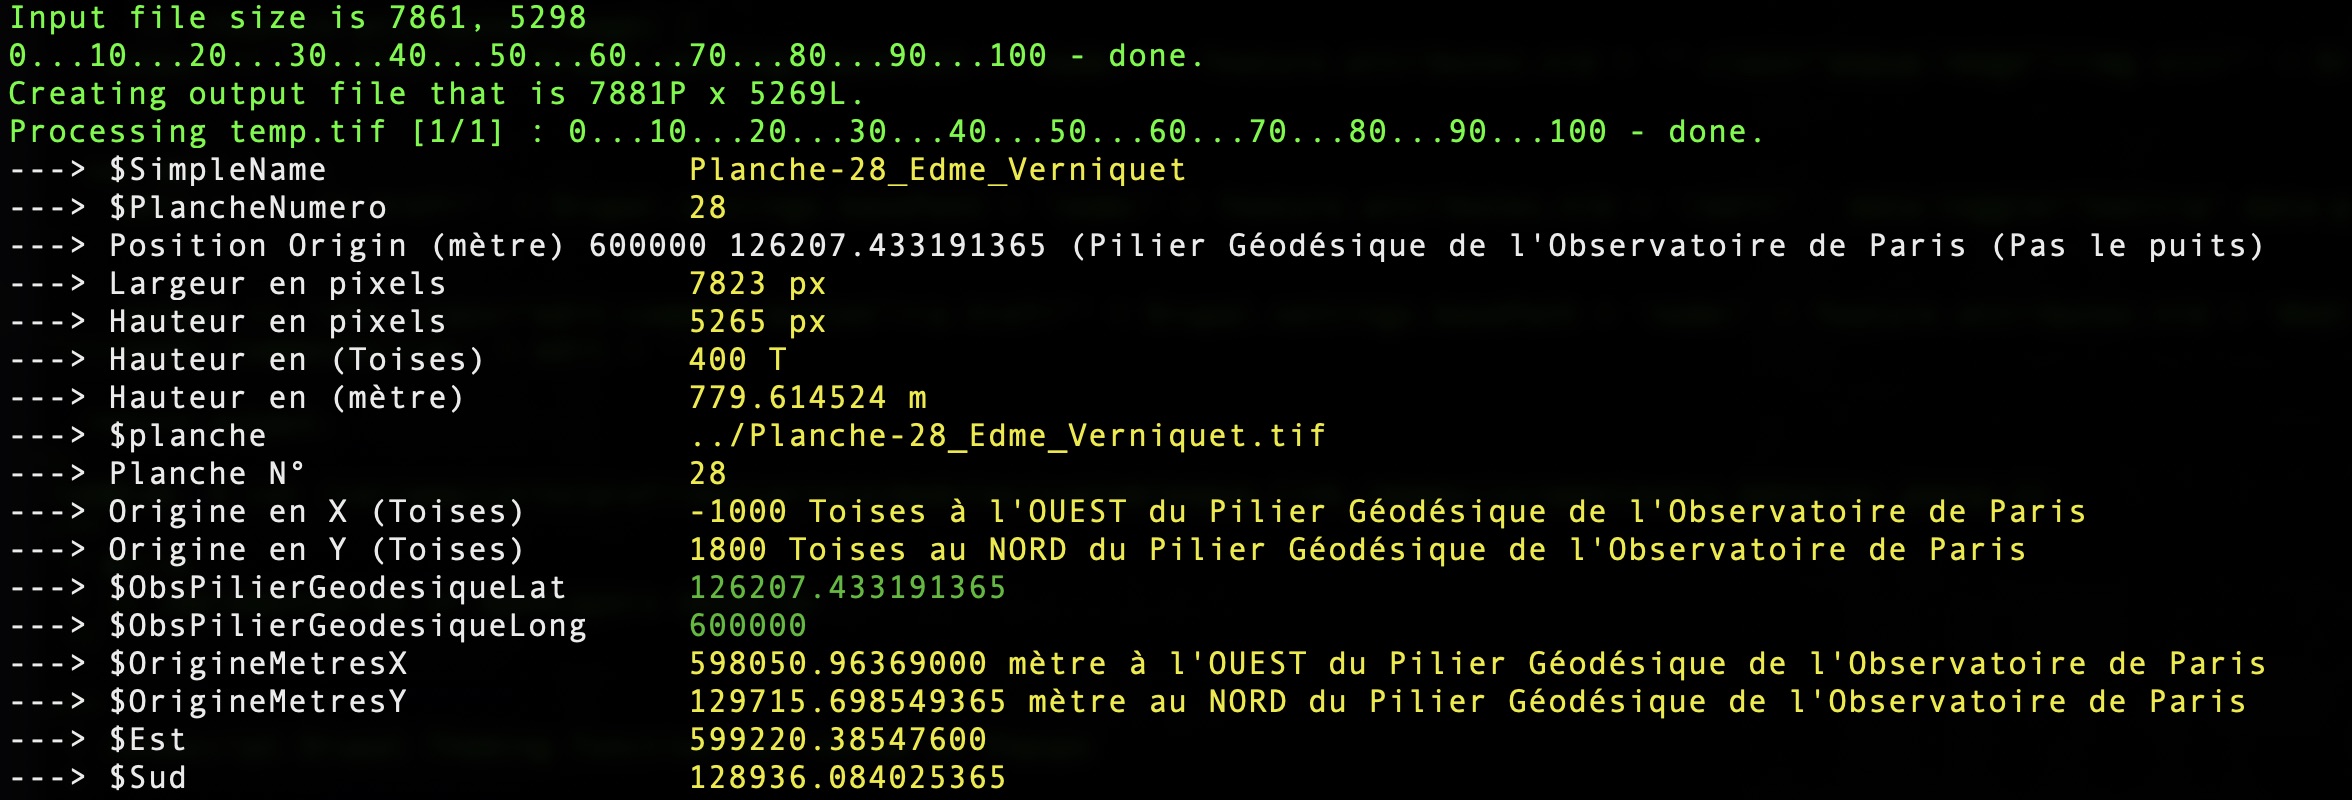 Input file size is 7861, 5298
0...10...20...30...40...50...60...70...80...90...100 - done.
Creating output file that is 7881P x 5269L.
Processing temp.tif [1/1] : 0...10...20...30...40...50...60...70...80...90...100 - done.
---> $SimpleName Planche-28_Edme_Verniquet
---> $PlancheNumero 28
---> Position Origin (mètre) 600000 126207.433191365 (Pilier Géodésique de l'Observatoire de Paris (Pas le puits)
---> Largeur en pixels 7823 px
---> Hauteur en pixels 5265 px
---> Hauteur en (Toises) 400 T
---> Hauteur en (mètre) 779.614524 m
---> $planche ../Planche-28_Edme_Verniquet.tif
---> Planche N° 28
---> Origine en X (Toises) -1000 Toises à l'OUEST du Pilier Géodésique de l'Observatoire de Paris
---> Origine en Y (Toises) 1800 Toises au NORD du Pilier Géodésique de l'Observatoire de Paris
---> $ObsPilierGeodesiqueLat 126207.433191365
---> $ObsPilierGeodesiqueLong 600000
---> $OrigineMetresX 598050.96369000 mètre à l'OUEST du Pilier Géodésique de l'Observatoire de Paris
---> $OrigineMetresY 129715.698549365 mètre au NORD du Pilier Géodésique de l'Observatoire de Paris
---> $Est 599220.38547600
---> $Sud 128936.084025365